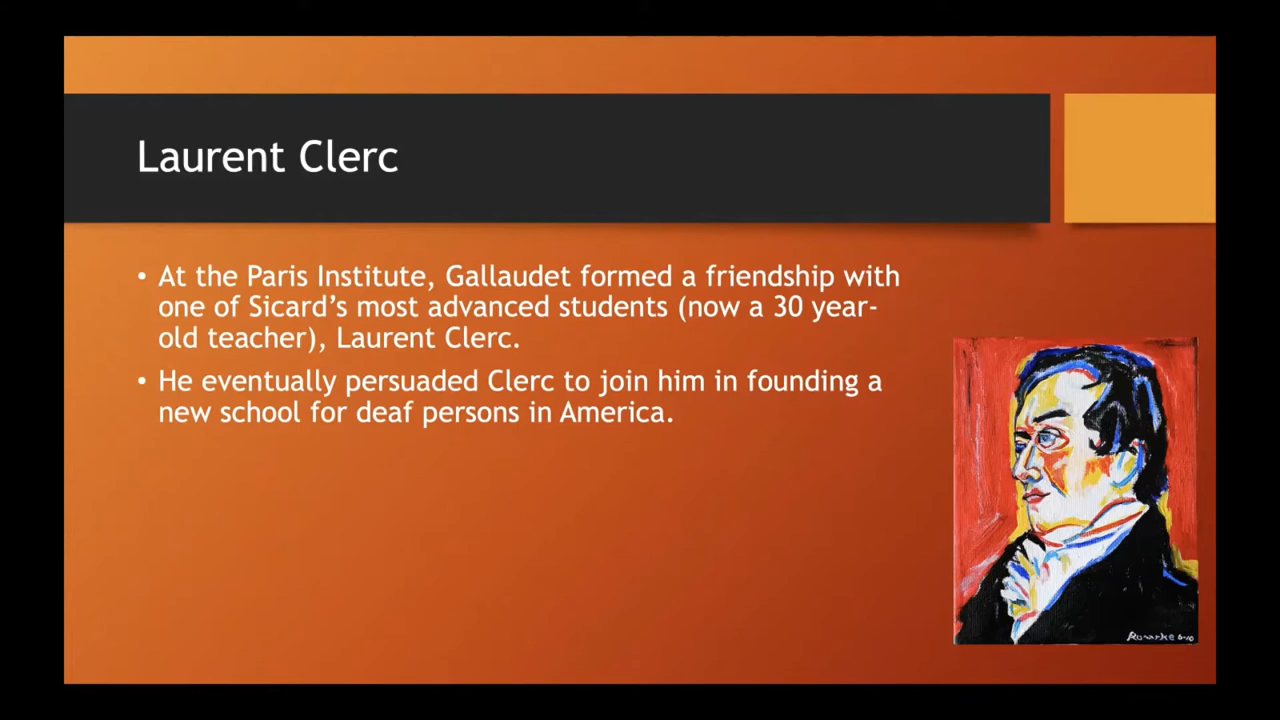 Laurent Clerc
• At the Paris Institute, Gallaudet formed a friendship with
one of Sicard’s most advanced students (now a 30 year-
old teacher), Laurent Clerc.
• He eventually persuaded Clerc to join him in founding a
new school for deaf persons in America.
Rourke